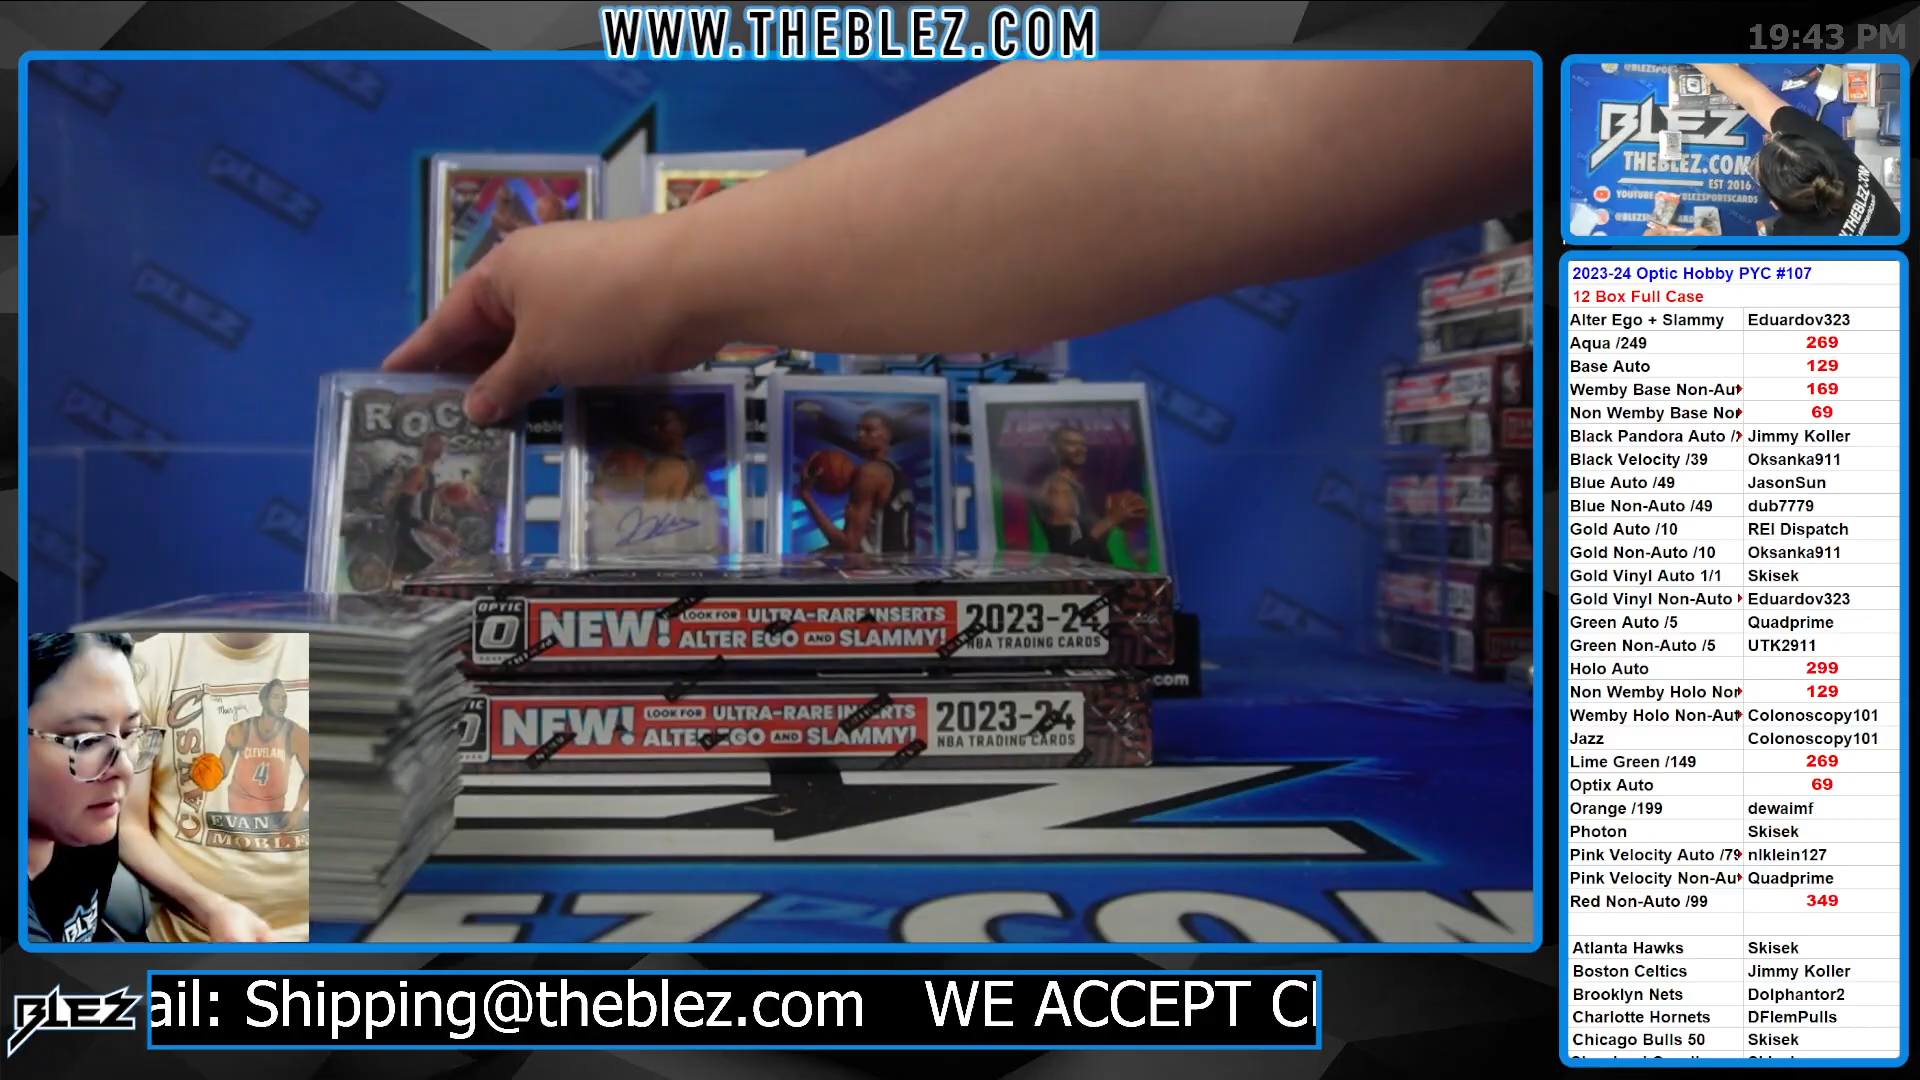 WWW.THEBLEZ.COM
19:43 PM
BLEZ
THEBLEZ.COM
EST 2016
2023-24 Optic Hobby PYC #107
12 Box Full Case
Alter Ego + Slammy Eduardov323
Aqua /249 269
Base Auto 129
Wemby Base Non-Au 169
Non Wemby Base Nor 69
Black Pandora Auto / Jimmy Koller
Black Velocity /39 Oksanka911
Blue Auto /49 JasonSun
Blue Non-Auto /49 dub7779
Gold Auto /10 REI Dispatch
Gold Non-Auto /10 Oksanka911
Gold Vinyl Auto 1/1 Skisek
Gold Vinyl Non-Auto Eduardov323
Green Auto /5 Quadprime
Green Non-Auto /5 UTK2911
Holo Auto 299
Non Wemby Holo Nor 129
Wemby Holo Non-Aut Colonoscopy101
Jazz Colonoscopy101
Lime Green /149 269
Optix Auto 69
Orange /199 dewaimf
Photon Skisek
Pink Velocity Auto /79 nlklein127
Pink Velocity Non-Au Quadprime
Red Non-Auto /99 349
Atlanta Hawks Skisek
Boston Celtics Jimmy Koller
Brooklyn Nets Dolphantor2
Charlotte Hornets DFlemPulls
Chicago Bulls 50 Skisek
OPTIC
NEW! LOOK FOR ULTRA-RARE INSERTS
ALTER EGO AND SLAMMY!
2023-24
NBA TRADING CARDS
NEW! LOOK FOR ULTRA-RARE INSERTS
ALTER EGO AND SLAMMY!
2023-24
NBA TRADING CARDS
CLEVELAND
4
EVAN
BLEZ
ail: Shipping@theblez.com WE ACCEPT